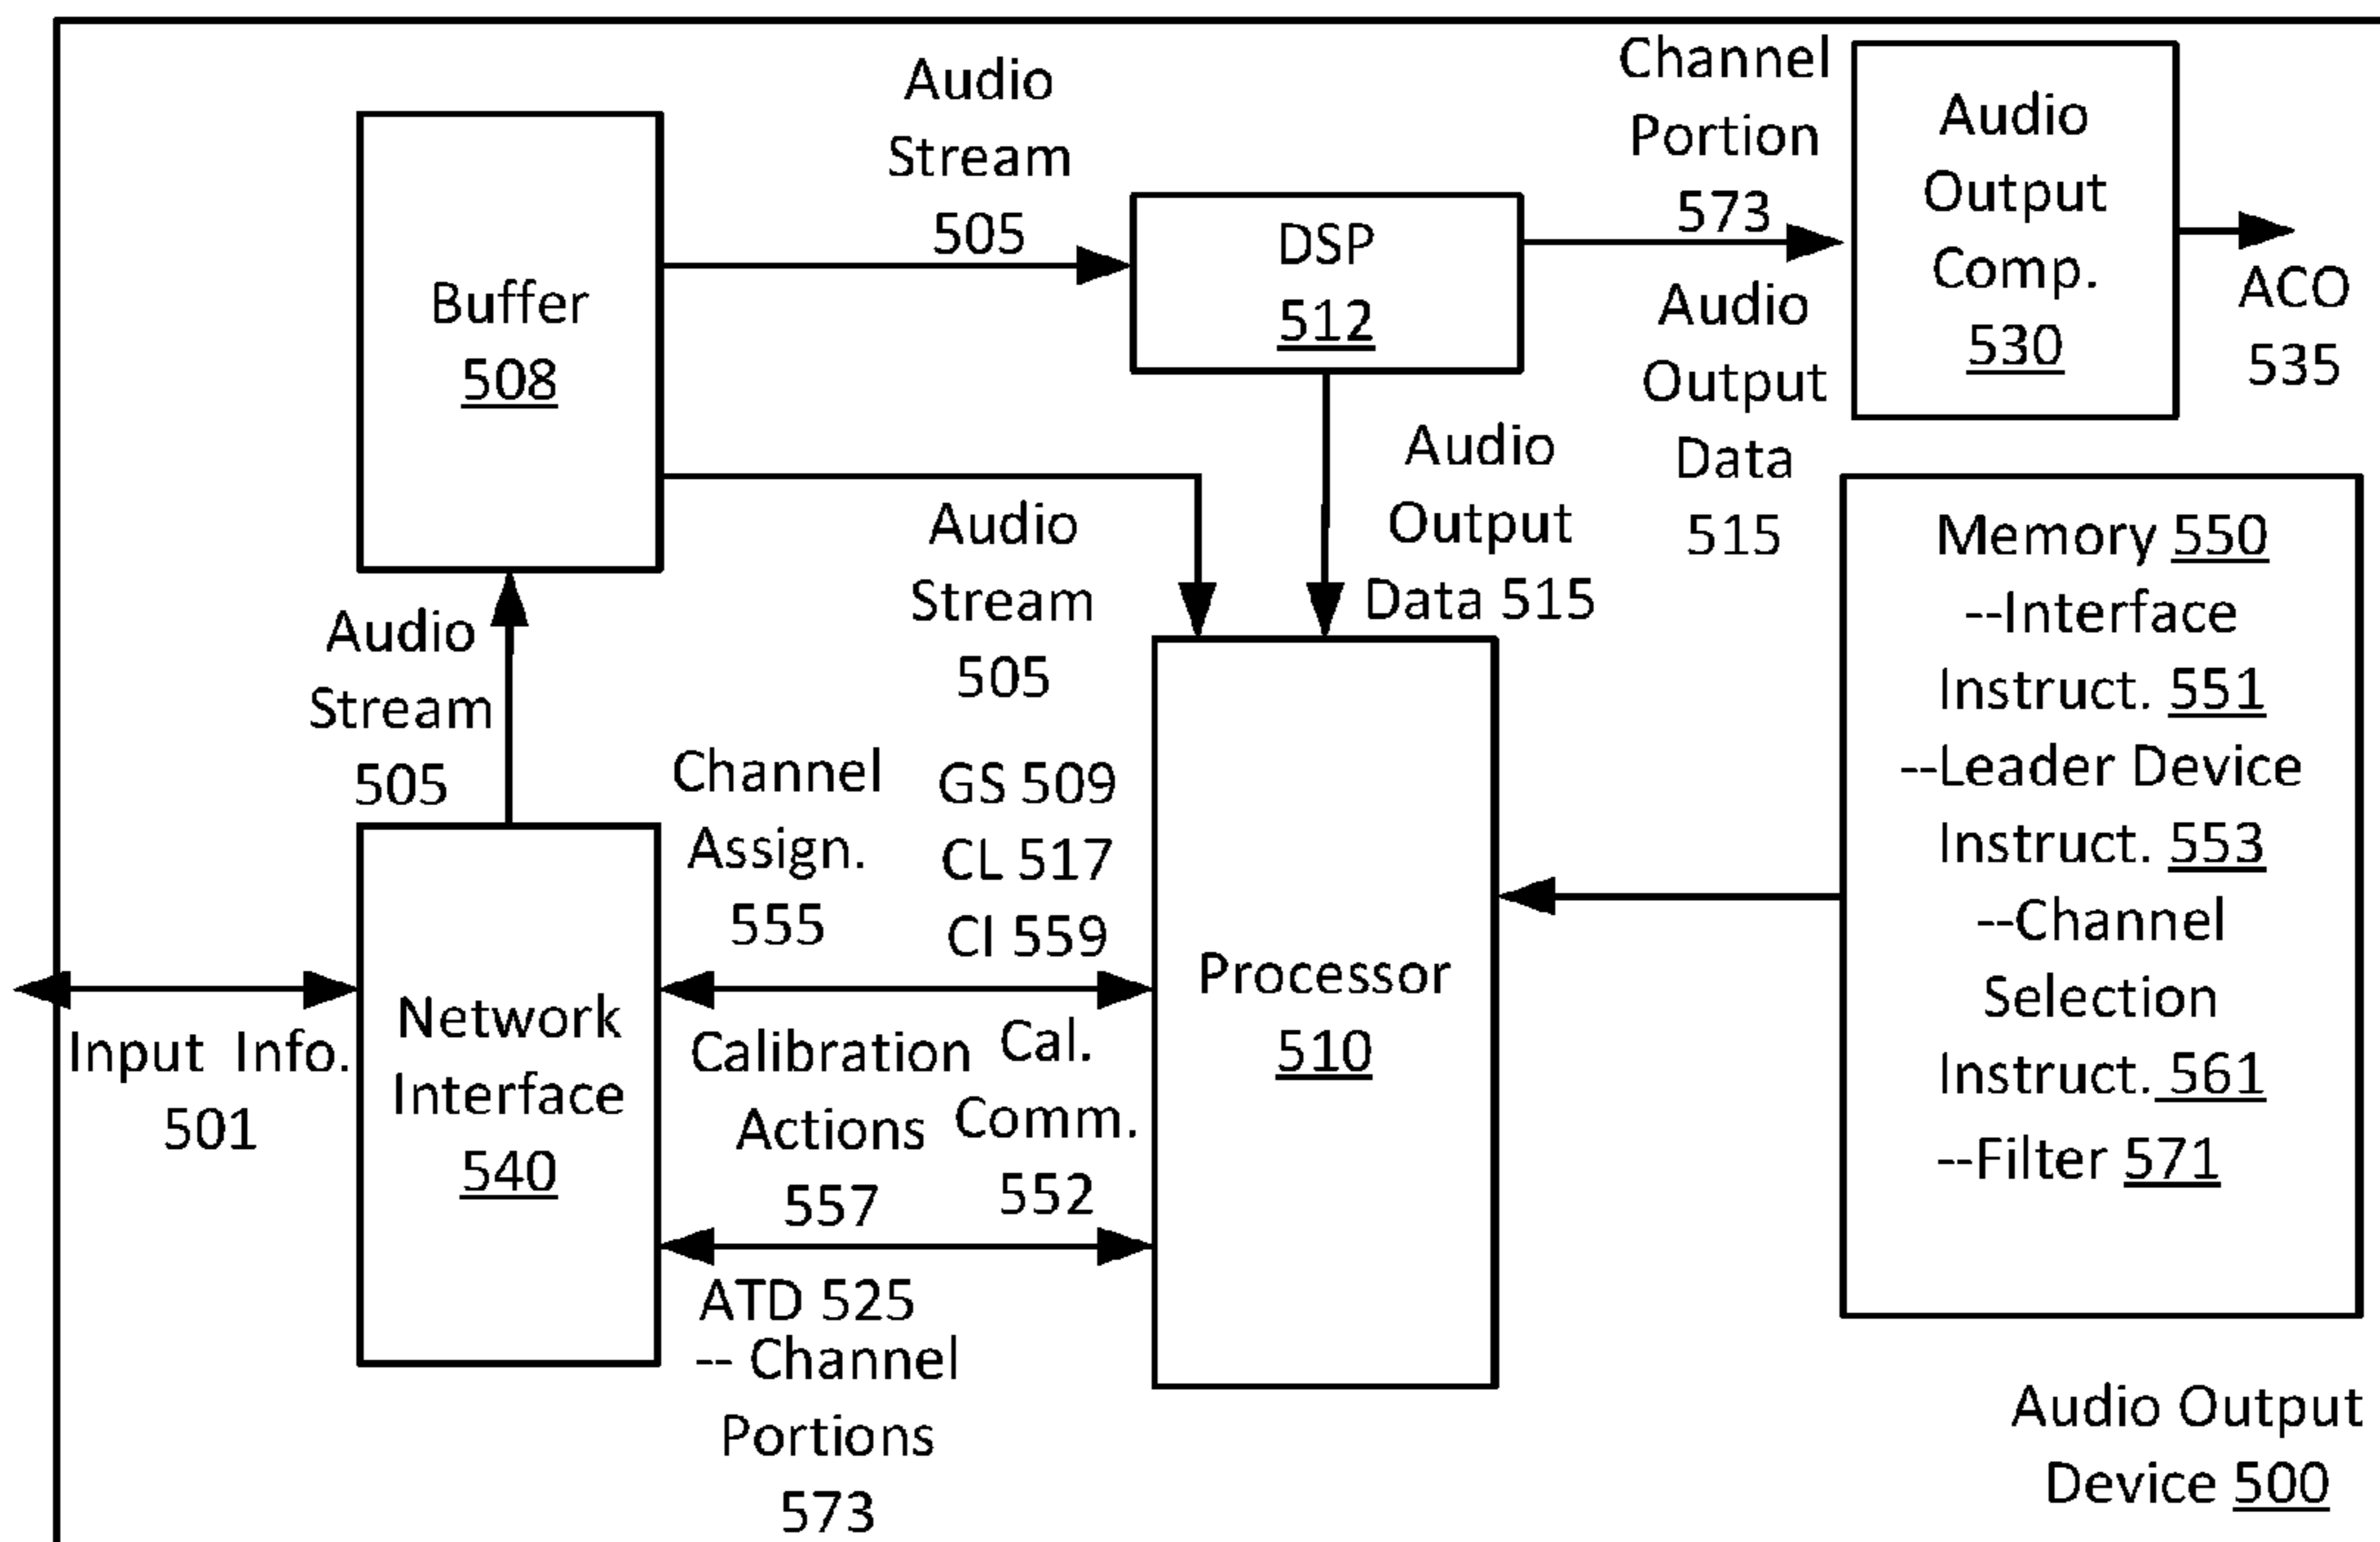 Audio
Stream
505
Channel
Portion
573
Audio
Output
Comp.
530
ACO
535
Buffer
508
DSP
512
Audio
Output
Data
515
Audio
Output
Data 515
Audio
Stream
505
Audio
Stream
505
Memory 550
--Interface
Instruct. 551
--Leader Device
Instruct. 553
--Channel
Selection
Instruct. 561
--Filter 571
Channel
Assign.
555
GS 509
CL 517
CI 559
Input Info.
501
Network
Interface
540
Calibration
Actions
557
Cal.
Comm.
552
Processor
510
ATD 525
-- Channel
Portions
573
Audio Output
Device 500